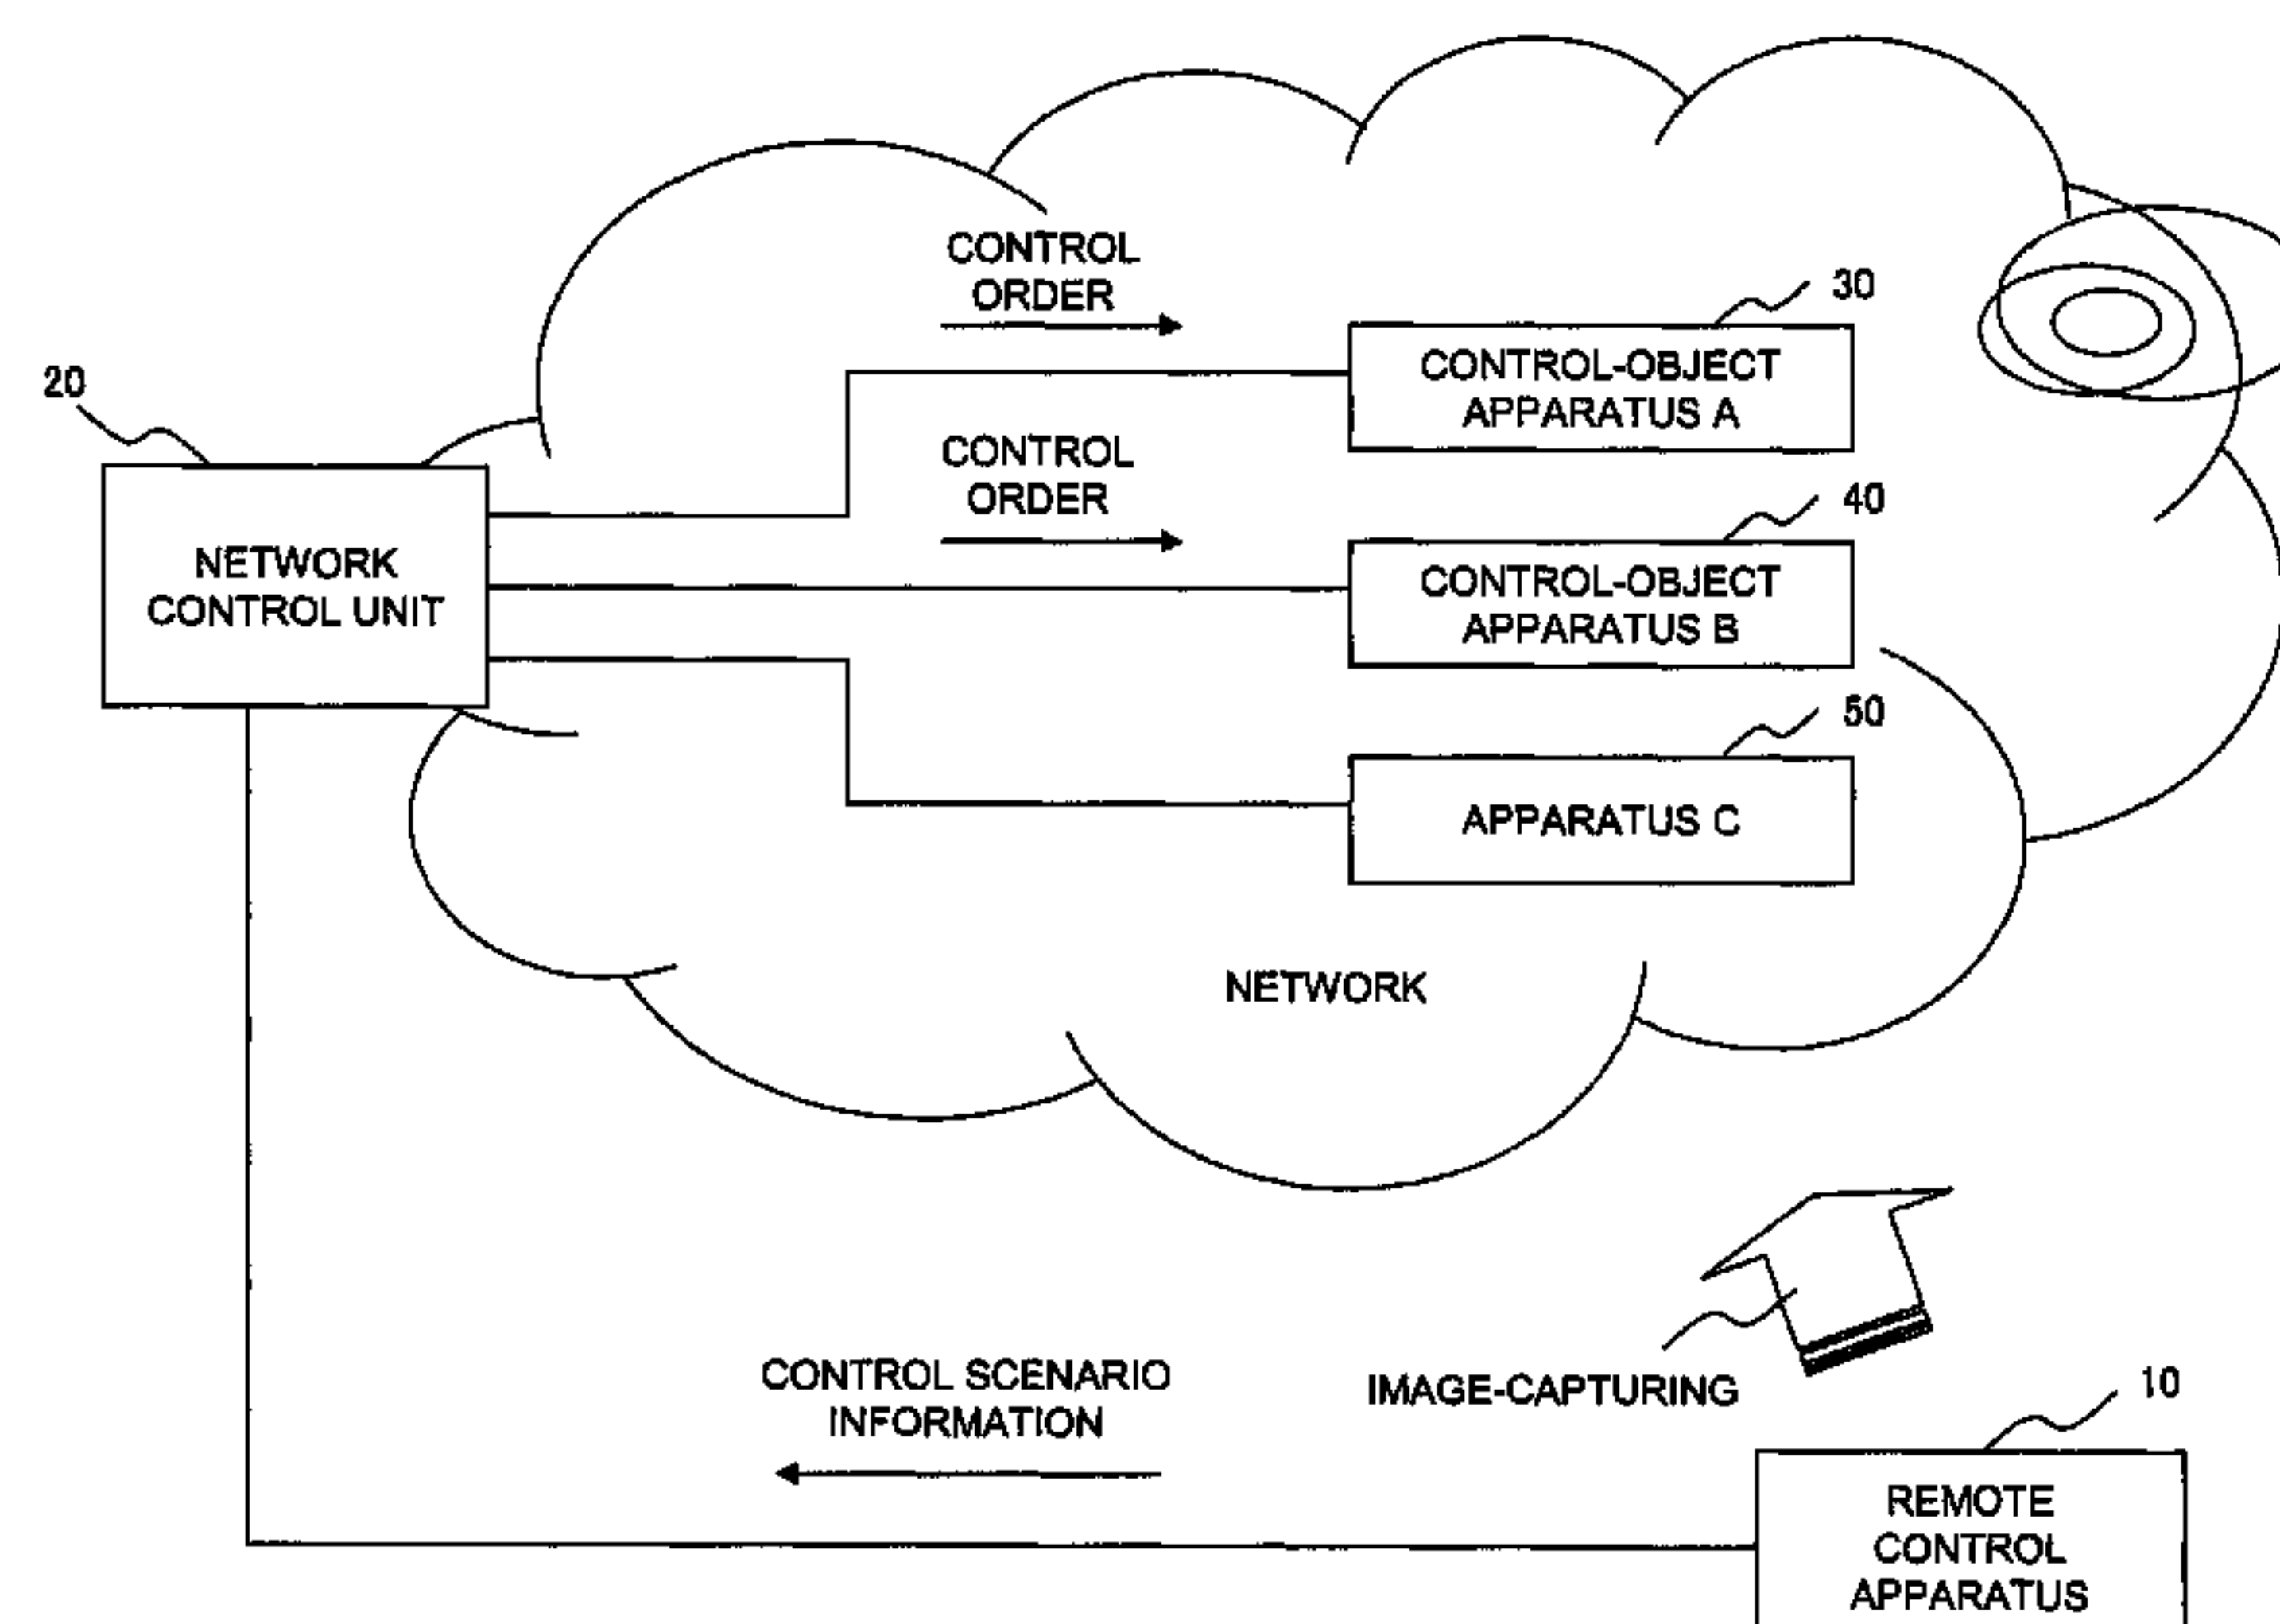 CONTROL
ORDER
30
CONTROL-OBJECT
APPARATUS A
20
CONTROL
ORDER
40
NETWORK
CONTROL UNIT
CONTROL-OBJECT
APPARATUS B
50
APPARATUS C
NETWORK
CONTROL SCENARIO
INFORMATION
IMAGE-CAPTURING
10
REMOTE
CONTROL
APPARATUS